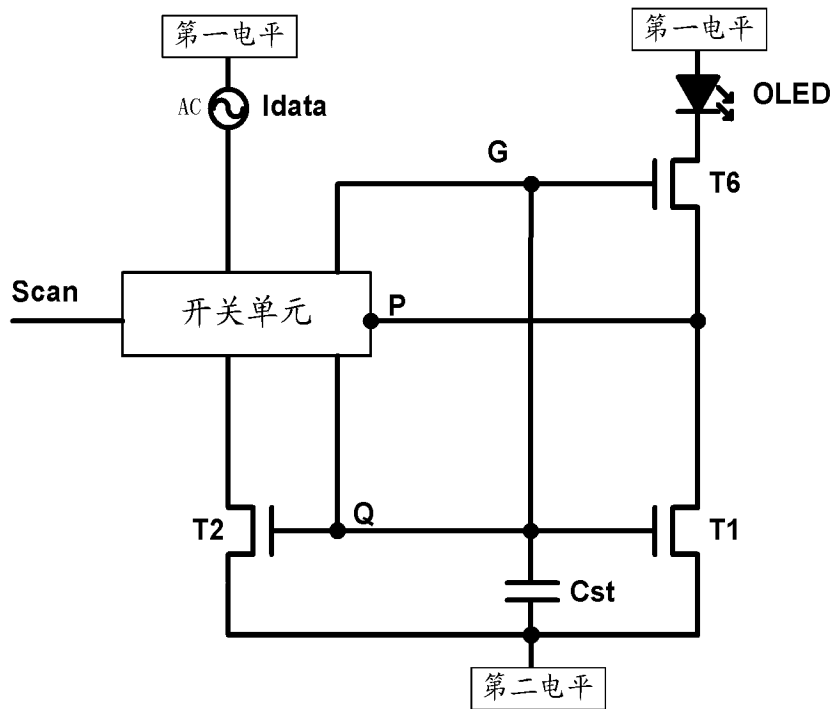 第一电平
第一电平
AC
Idata
OLED
G
T6
Scan
开关单元
P
T2
Q
T1
Cst
第二电平